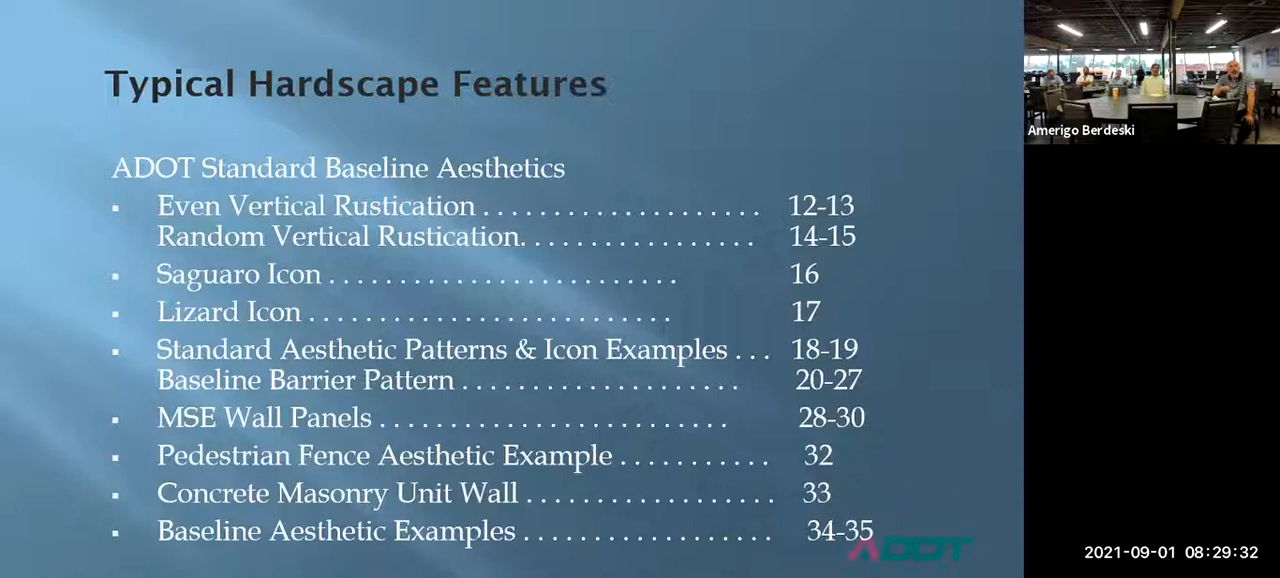 Typical Hardscape Features
ADOT Standard Baseline Aesthetics
▪ Even Vertical Rustication . . . . . . . . . . . . . . . . . . . . 12-13
Random Vertical Rustication. . . . . . . . . . . . . . . . . 14-15
▪ Saguaro Icon . . . . . . . . . . . . . . . . . . . . . . . . . 16
▪ Lizard Icon . . . . . . . . . . . . . . . . . . . . . . . . . . 17
▪ Standard Aesthetic Patterns & Icon Examples . . . 18-19
Baseline Barrier Pattern . . . . . . . . . . . . . . . . . . . . 20-27
▪ MSE Wall Panels . . . . . . . . . . . . . . . . . . . . . . . . . 28-30
▪ Pedestrian Fence Aesthetic Example . . . . . . . . . . . 32
▪ Concrete Masonry Unit Wall . . . . . . . . . . . . . . . . . . 33
▪ Baseline Aesthetic Examples . . . . . . . . . . . . . . . . . . 34-35
ADOT
Amerigo Berdeski
2021-09-01 08:29:32